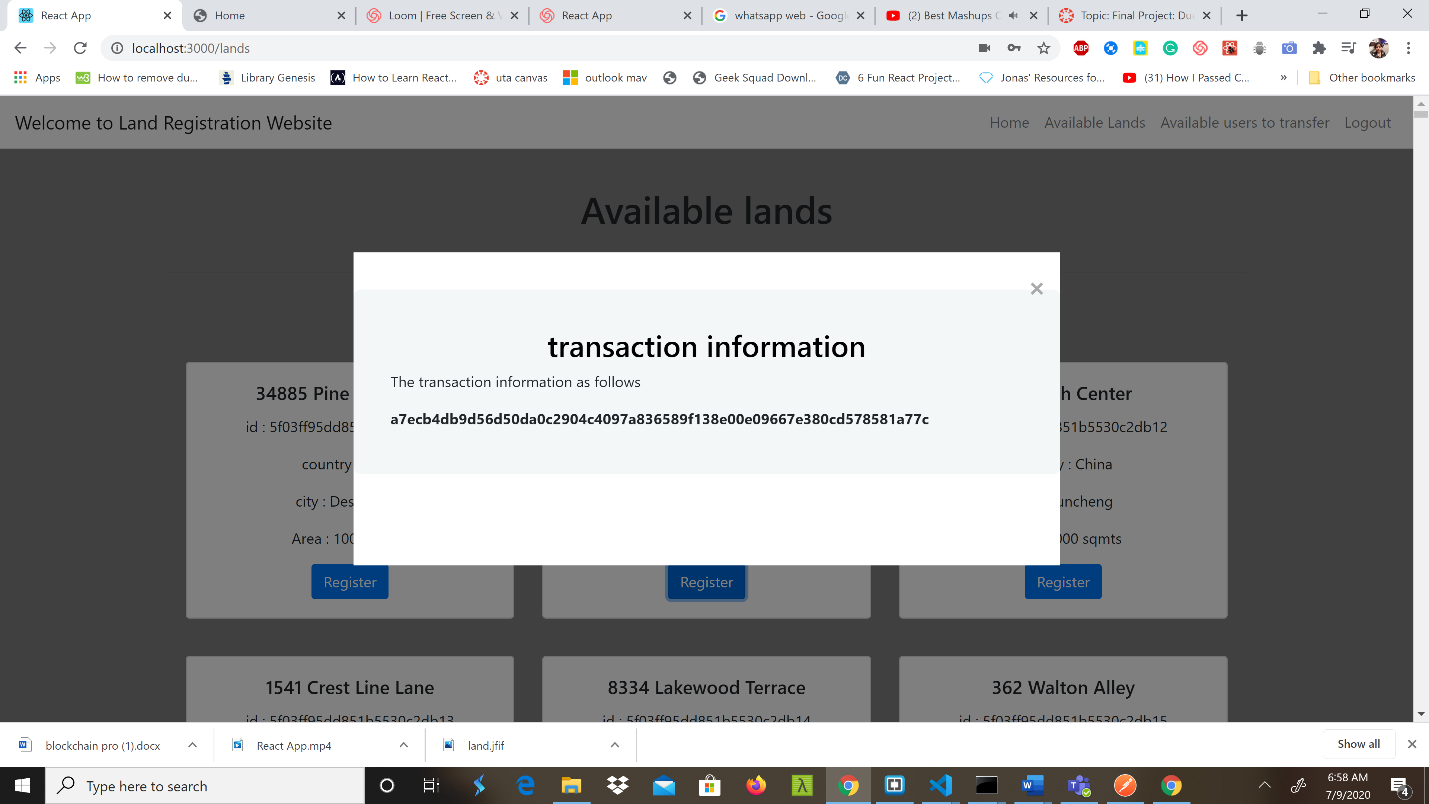 React App
Home
Loom | Free Screen &
React App
whatsapp web - Googl
(2) Best Mashups
Topic: Final Project: Du
localhost:3000/lands
Apps
How to remove du...
Library Genesis
How to Learn React...
uta canvas
outlook mav
Geek Squad Downl...
6 Fun React Project...
Jonas' Resources fo...
(31) How I Passed C...
»
Other bookmarks
Welcome to Land Registration Website
Home
Available Lands
Available users to transfer
Logout
Available lands
×
transaction information
The transaction information as follows
a7ecb4db9d56d50da0c2904c4097a836589f138e00e09667e380cd578581a77c
34885 Pine
id : 5f03ff95dd85
country
city : Des
Area : 100
Register
Register
h Center
851b5530c2db12
y : China
uncheng
000 sqmts
Register
1541 Crest Line Lane
id : 5f03ff95dd851b5530c2db13
8334 Lakewood Terrace
id : 5f03ff95dd851b5530c2db14
362 Walton Alley
id : 5f03ff95dd851b5530c2db15
blockchain pro (1).docx
React App.mp4
land.jfif
Show all
Type here to search
6:58 AM
7/9/2020
4